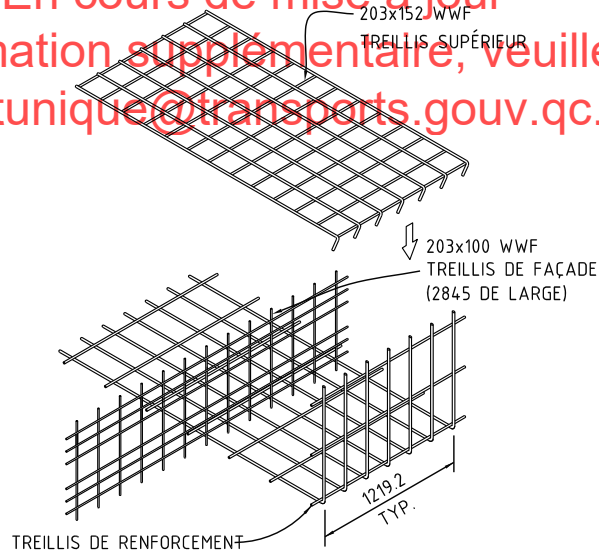 En cours de mise à jour
203x152 WWF
TREILLIS SUPÉRIEUR
mation supplémentaire, veuille
tunique@transports.gouv.qc.
203x100 WWF
TREILLIS DE FAÇADE
(2845 DE LARGE)
1219.2
TYP.
TREILLIS DE RENFORCEMENT